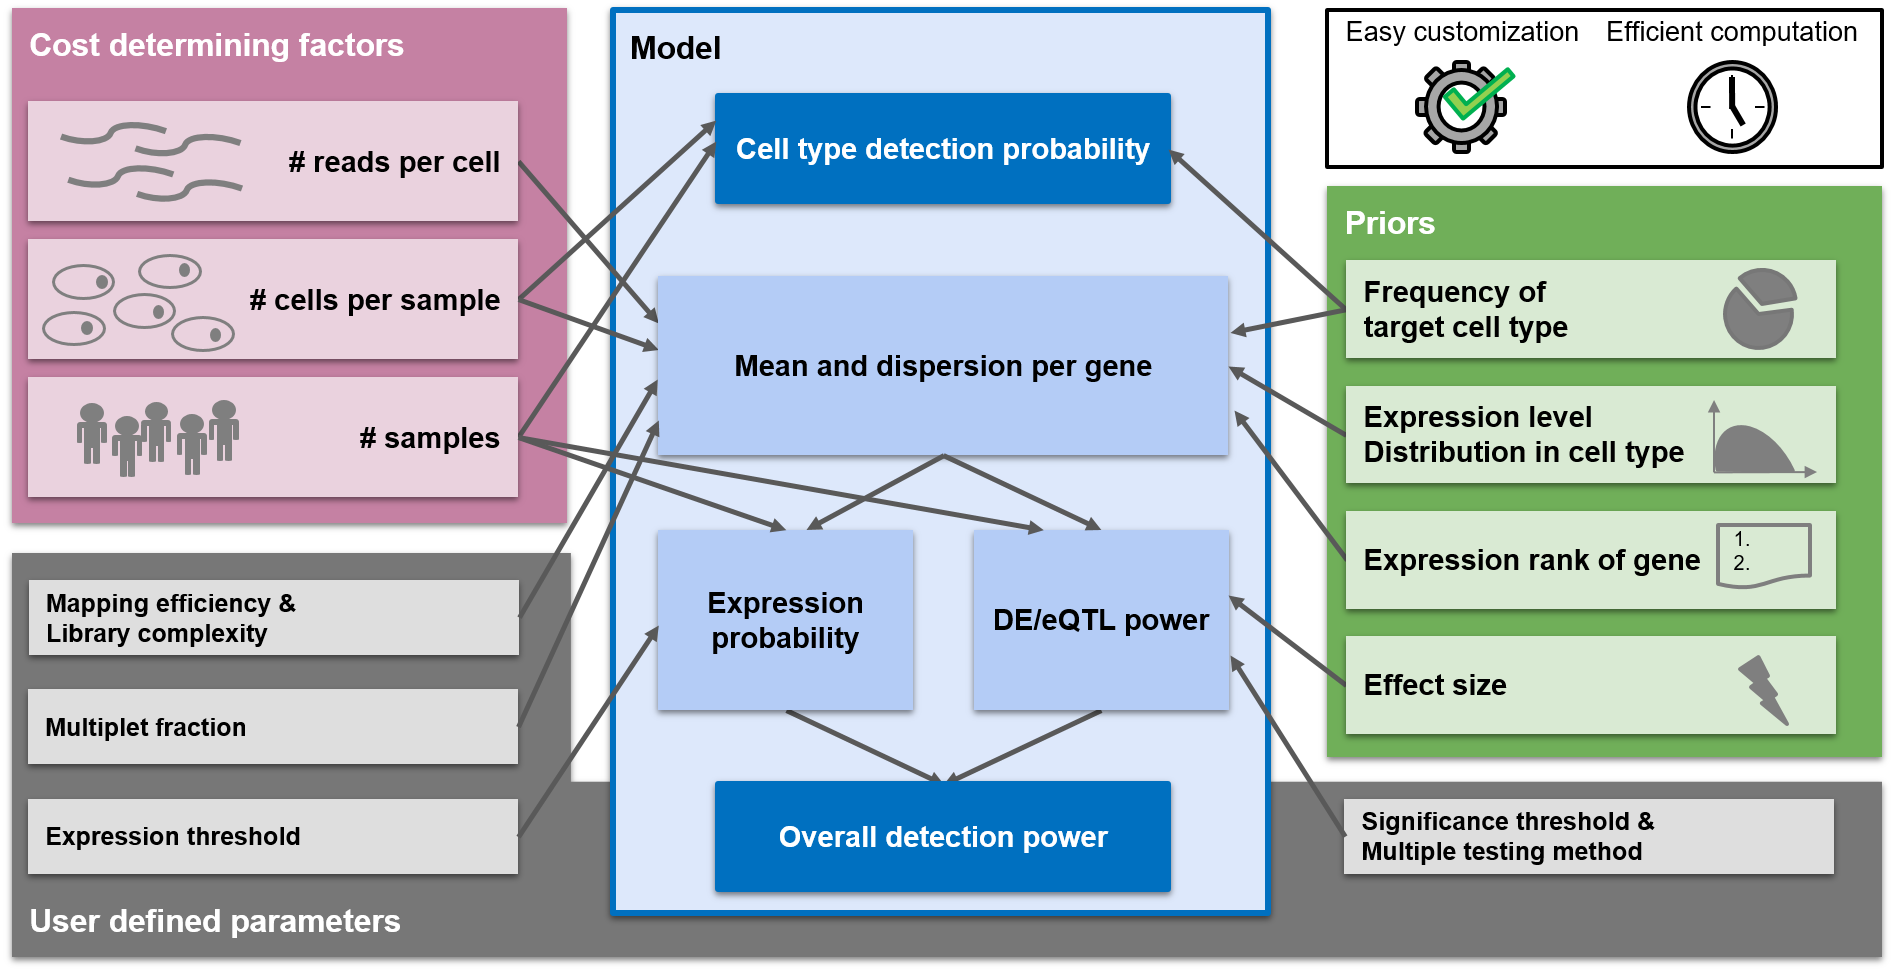 Cost determining factors
# reads per cell
# cells per sample
# samples
Mapping efficiency &
Library complexity
Multiplet fraction
Expression threshold
User defined parameters
Model
Cell type detection probability
Mean and dispersion per gene
Expression
probability
DE/eQTL power
Overall detection power
Easy customization
Efficient computation
Priors
Frequency of
target cell type
Expression level
Distribution in cell type
Expression rank of gene
1.
2.
Effect size
Significance threshold &
Multiple testing method